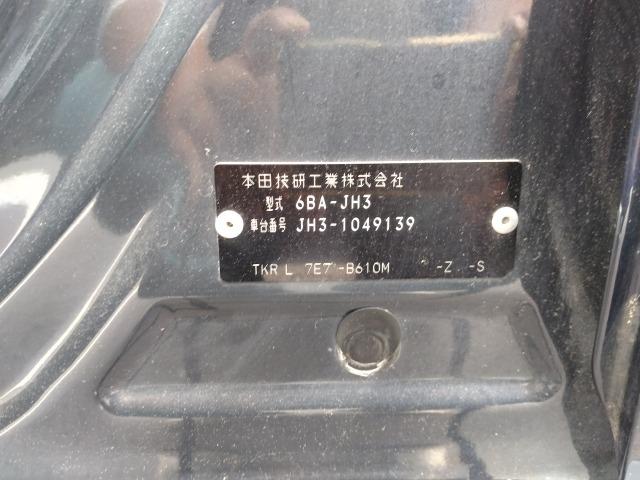 本田技研工業株式会社
型式 6BA-JH3
車台番号 JH3-1049139
TKR L 7E7 -B610M -Z -S